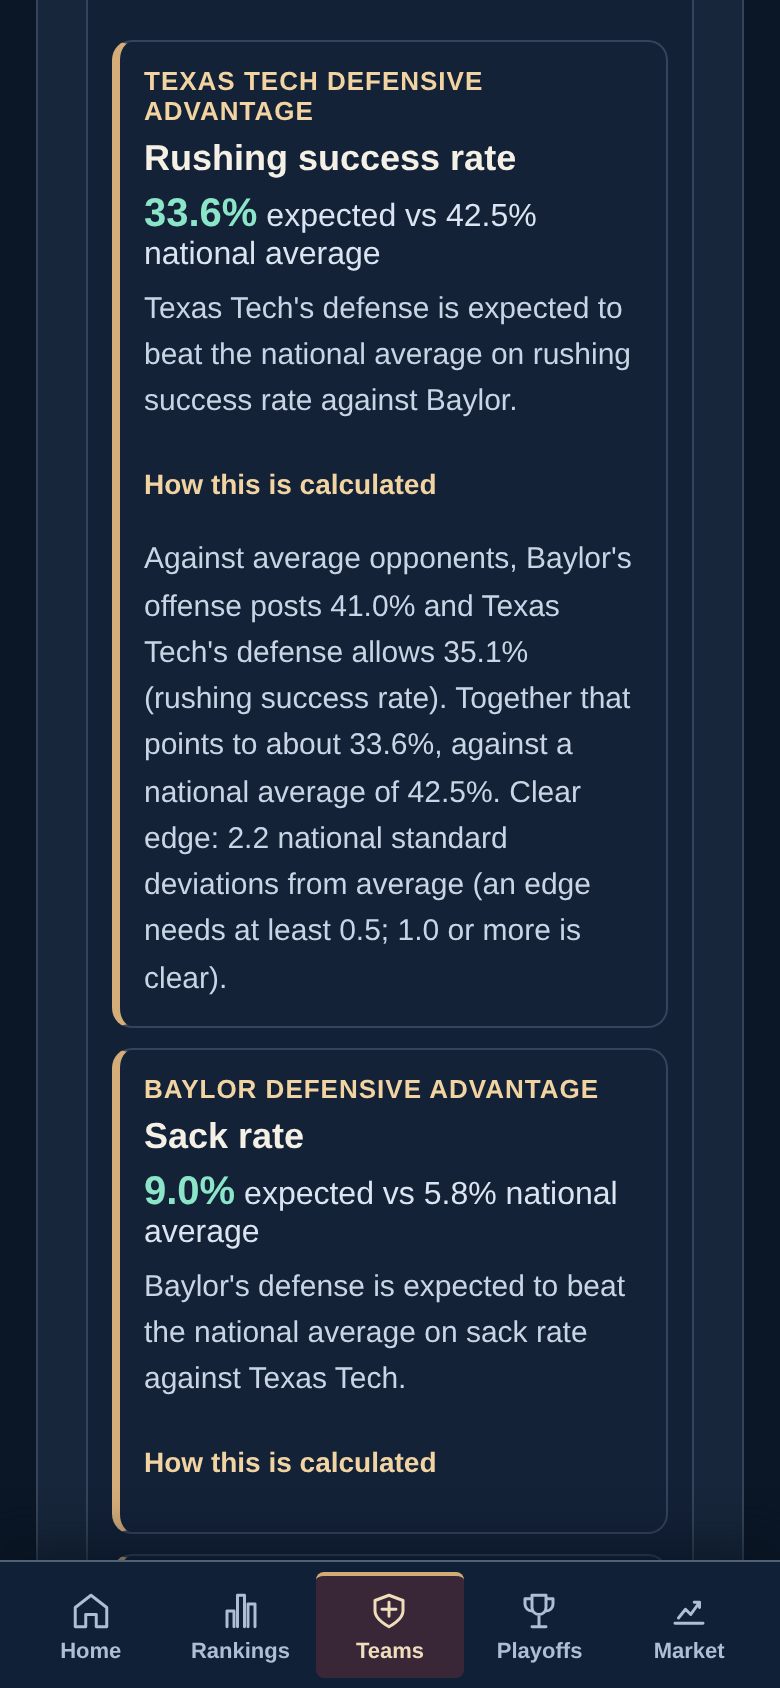 TEXAS TECH DEFENSIVE
ADVANTAGE
Rushing success rate
33.6% expected vs 42.5%
national average
Texas Tech's defense is expected to
beat the national average on rushing
success rate against Baylor.
How this is calculated
Against average opponents, Baylor's
offense posts 41.0% and Texas
Tech's defense allows 35.1%
(rushing success rate). Together that
points to about 33.6%, against a
national average of 42.5%. Clear
edge: 2.2 national standard
deviations from average (an edge
needs at least 0.5; 1.0 or more is
clear).
BAYLOR DEFENSIVE ADVANTAGE
Sack rate
9.0% expected vs 5.8% national
average
Baylor's defense is expected to beat
the national average on sack rate
against Texas Tech.
How this is calculated
Home Rankings Teams Playoffs Market